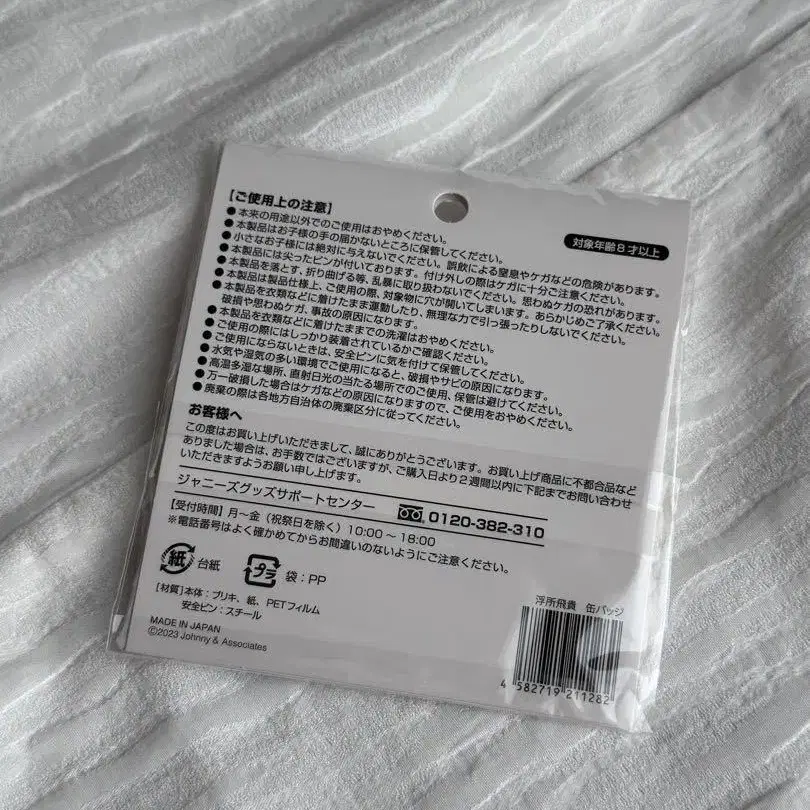 【ご使用上の注意】
対象年齢8才以上
●本来の用途以外でのご使用はおやめください。
●本製品はお子様の手の届かないところに保管してください。
●小さなお子様には絶対に与えないでください。誤飲による窒息やケガなどの危険があります。
●本製品には尖ったピンが付いております。付け外しの際はケガに十分ご注意ください。
●本製品を落とす、折り曲げる等、乱暴に取り扱わないでください。思わぬケガの恐れがあります。
●本製品は製品仕様上、ご使用の際、対象物に穴が開いてしまいます。あらかじめご了承ください。
●本製品を衣類などに着けたまま運動したり、無理な力で引っ張ったりしないでください。
破損や思わぬケガ、事故の原因になります。
●本製品を衣類などに着けたままでの洗濯はおやめください。
●ご使用の際にはしっかり装着されているかご確認ください。
●ご使用にならないときは、安全ピンに気を付けて保管してください。
●水気や湿気の多い環境でご使用になると、破損やサビの原因になります。
●高温多湿な場所、直射日光の当たる場所でのご使用、保管は避けてください。
●万一破損した場合はケガなどの原因になりますので、ご使用をおやめください。
●廃棄の際は各地方自治体の廃棄区分に従ってください。
お客様へ
この度はお買い上げいただきまして、誠にありがとうございます。お買い上げ商品に不都合品など
ありました場合は、お手数ではございますが、ご購入日より2週間以内に下記までお問い合わせ
いただきますようお願い申し上げます。
ジャニーズグッズサポートセンター 0120-382-310
【受付時間】月〜金(祝祭日を除く)10:00〜18:00
※電話番号はよく確かめてからお間違いのないようにご注意ください。
紙 台紙 プラ 袋:PP
【材質】本体:ブリキ、紙、PETフィルム
安全ピン:スチール
MADE IN JAPAN
©2023 Johnny & Associates
浮所飛貴 缶バッジ
4 582719 211282